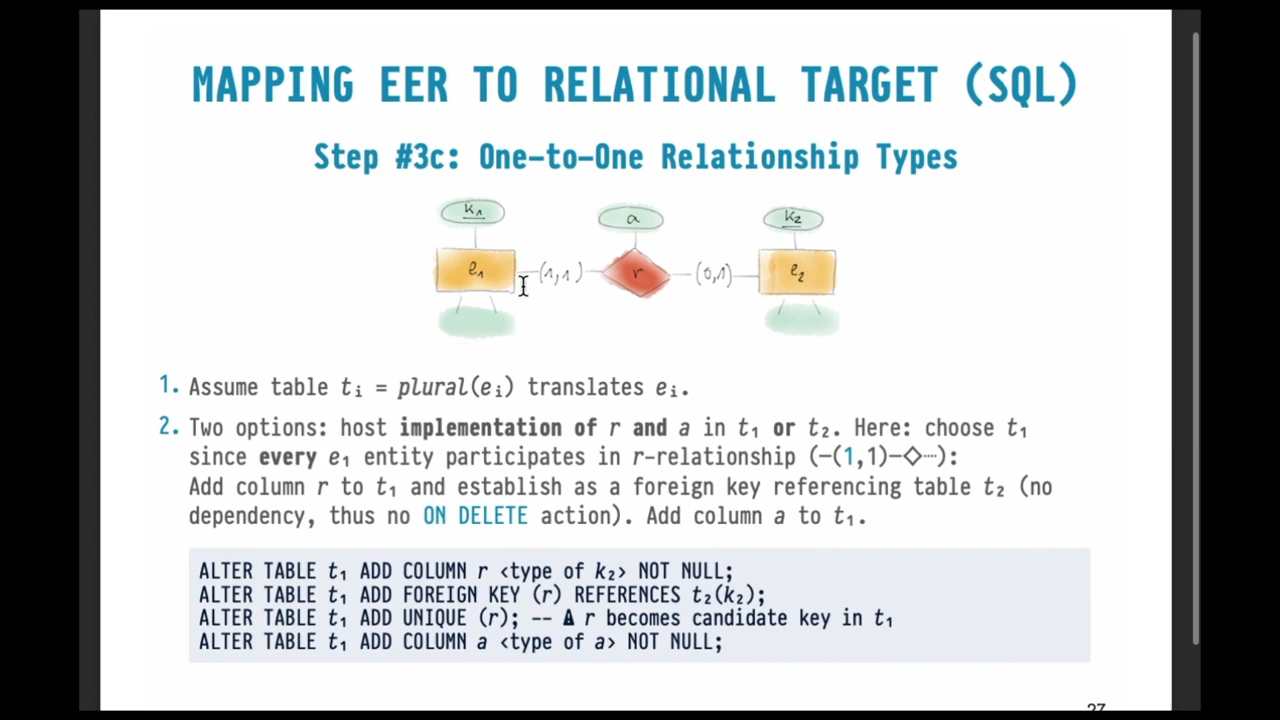 MAPPING EER TO RELATIONAL TARGET (SQL)
Step #3c: One-to-One Relationship Types
k₁ a k₂
e₁ (1,1) r (0,1) e₂
1. Assume table tᵢ = plural(eᵢ) translates eᵢ.
2. Two options: host implementation of r and a in t₁ or t₂. Here: choose t₁
since every e₁ entity participates in r-relationship (—(1,1)—◇┈):
Add column r to t₁ and establish as a foreign key referencing table t₂ (no
dependency, thus no ON DELETE action). Add column a to t₁.
ALTER TABLE t₁ ADD COLUMN r <type of k₂> NOT NULL;
ALTER TABLE t₁ ADD FOREIGN KEY (r) REFERENCES t₂(k₂);
ALTER TABLE t₁ ADD UNIQUE (r); -- ⚠ r becomes candidate key in t₁
ALTER TABLE t₁ ADD COLUMN a <type of a> NOT NULL;
27